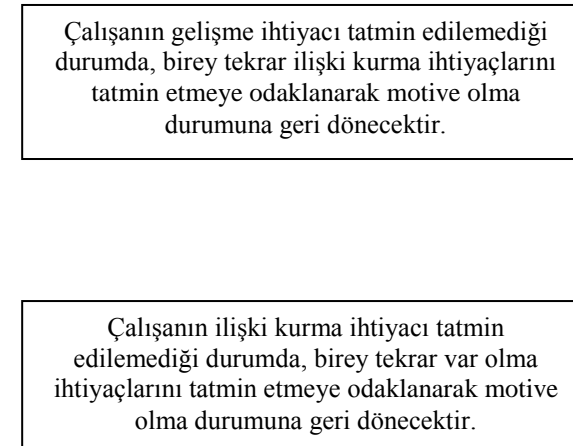 Çalışanın gelişme ihtiyacı tatmin edilemediği
durumda, birey tekrar ilişki kurma ihtiyaçlarını
tatmin etmeye odaklanarak motive olma
durumuna geri dönecektir.
Çalışanın ilişki kurma ihtiyacı tatmin
edilemediği durumda, birey tekrar var olma
ihtiyaçlarını tatmin etmeye odaklanarak motive
olma durumuna geri dönecektir.